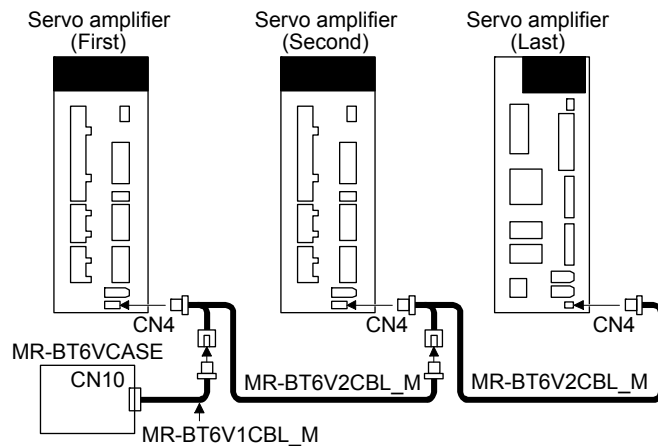 Servo amplifier
(First)
Servo amplifier
(Second)
Servo amplifier
(Last)
CN4
CN4
CN4
MR-BT6VCASE
CN10
MR-BT6V2CBL_M
MR-BT6V2CBL_M
MR-BT6V1CBL_M